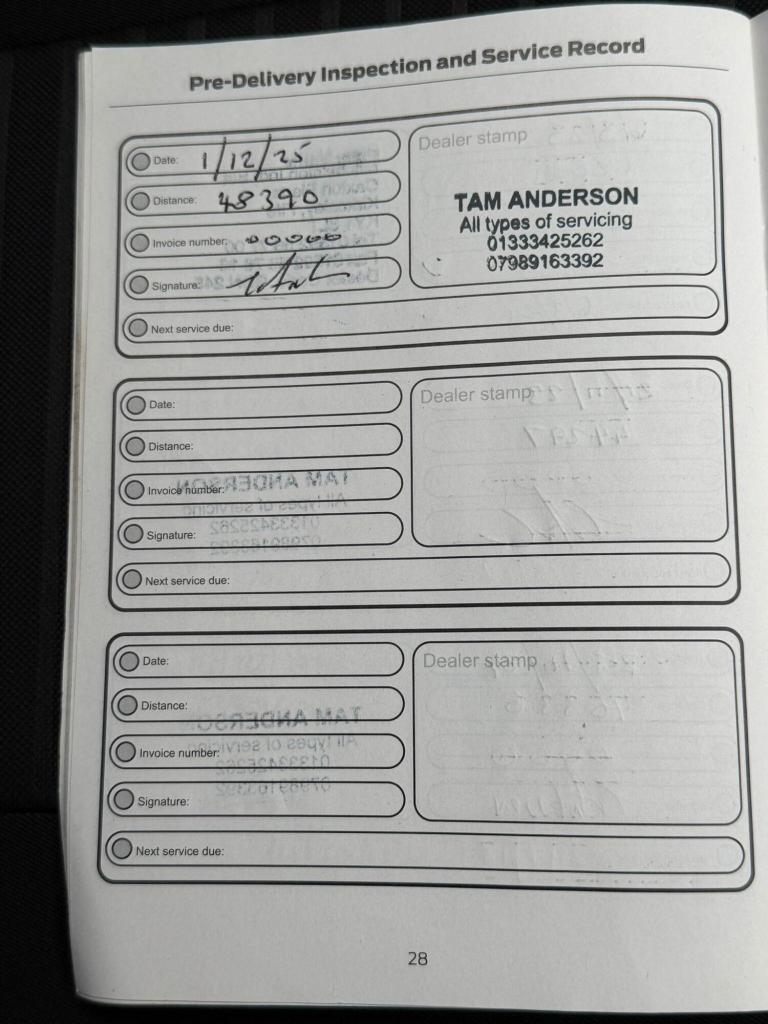 Pre-Delivery Inspection and Service Record
Date: 1/12/25
Distance: 48390
Invoice number: 00000
Signature:
Next service due:
Dealer stamp
TAM ANDERSON
All types of servicing
01333425262
07989163392
Date:
Distance:
Invoice number:
Signature:
Next service due:
Dealer stamp
Date:
Distance:
Invoice number:
Signature:
Next service due:
Dealer stamp
28